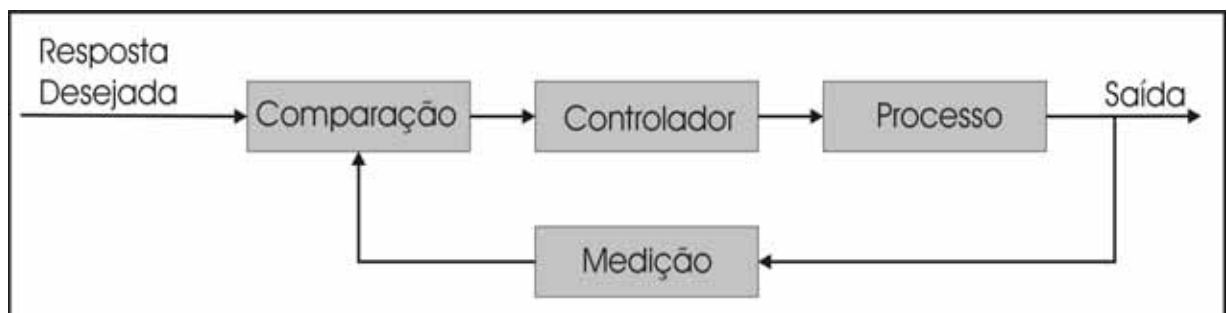 Resposta
Desejada
Comparação
Controlador
Processo
Saída
Medição